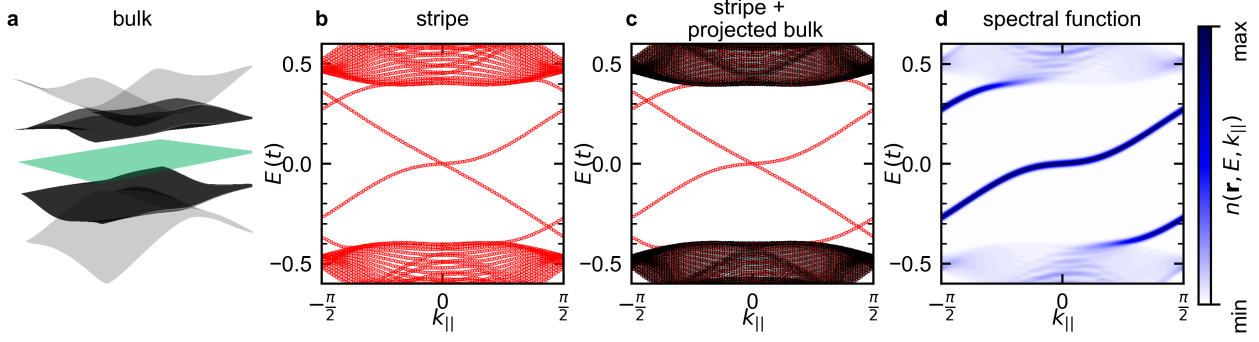 a
bulk
b
stripe
c
stripe +
projected bulk
d
spectral function
E(t)
0.5
0.0
−0.5
−π/2
0
π/2
k||
E(t)
0.5
0.0
−0.5
−π/2
0
π/2
k||
E(t)
0.5
0.0
−0.5
−π/2
0
π/2
k||
max
n(r, E, k||)
min